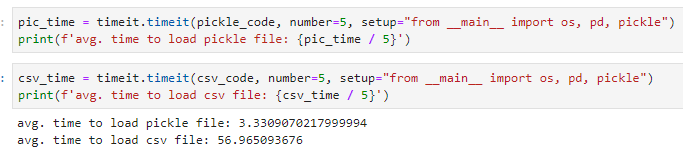 : pic_time = timeit.timeit(pickle_code, number=5, setup="from __main__ import os, pd, pickle")
print(f'avg. time to load pickle file: {pic_time / 5}')
: csv_time = timeit.timeit(csv_code, number=5, setup="from __main__ import os, pd, pickle")
print(f'avg. time to load csv file: {csv_time / 5}')
avg. time to load pickle file: 3.3309070217999994
avg. time to load csv file: 56.965093676